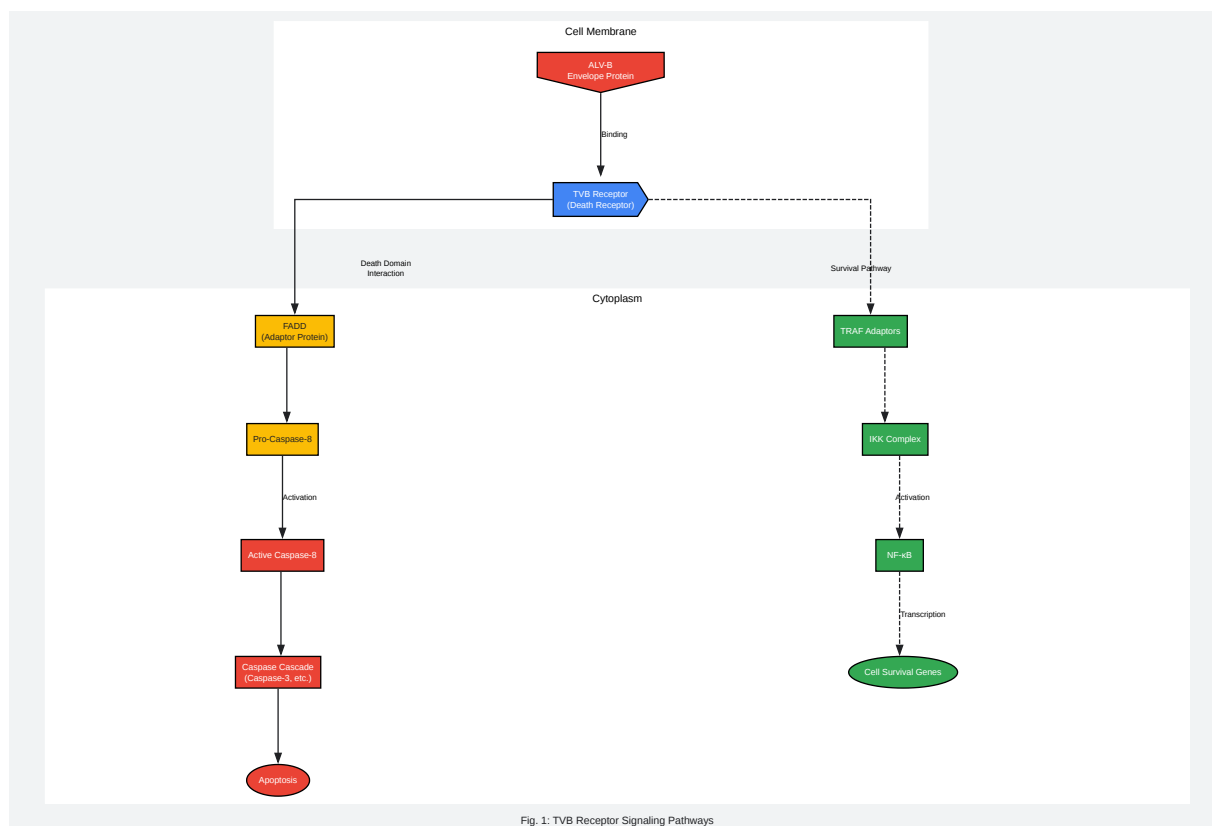 Cell Membrane
ALV-B
Envelope Protein
Binding
TVB Receptor
(Death Receptor)
Death Domain
Interaction
Survival Pathway
Cytoplasm
FADD
(Adaptor Protein)
TRAF Adaptors
Pro-Caspase-8
IKK Complex
Activation
Activation
Active Caspase-8
NF-κB
Transcription
Caspase Cascade
(Caspase-3, etc.)
Cell Survival Genes
Apoptosis
Fig. 1: TVB Receptor Signaling Pathways